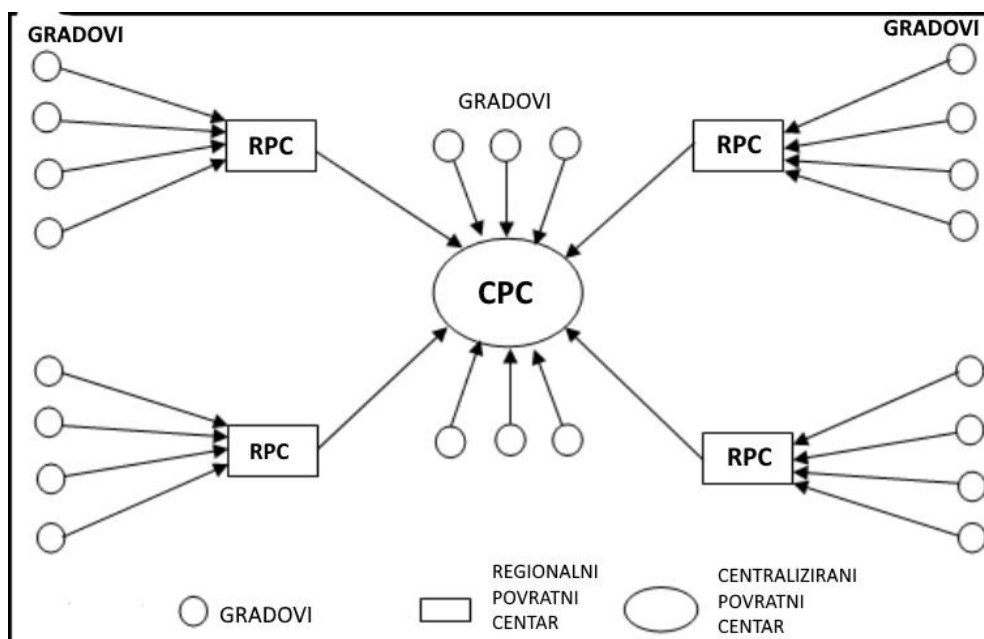 GRADOVI
GRADOVI
GRADOVI
RPC
RPC
CPC
RPC
RPC
GRADOVI
REGIONALNI
POVRATNI
CENTAR
CENTRALIZIRANI
POVRATNI
CENTAR